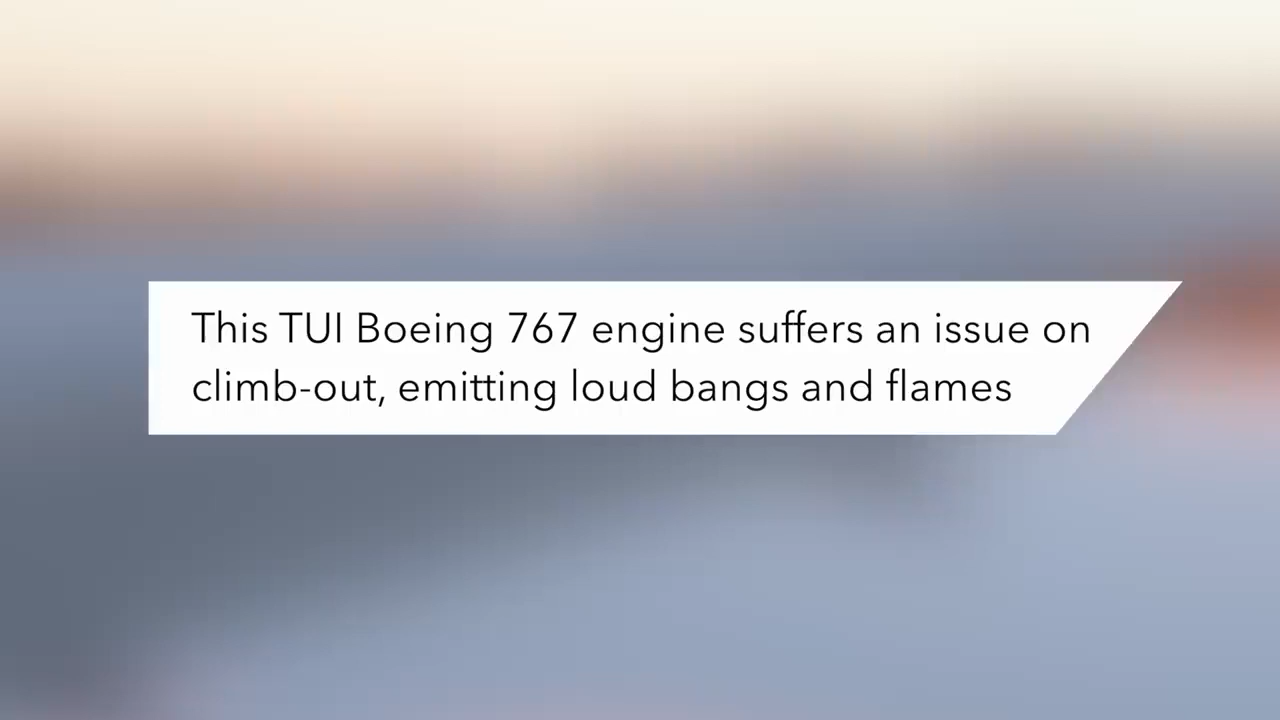 This TUI Boeing 767 engine suffers an issue on
climb-out, emitting loud bangs and flames